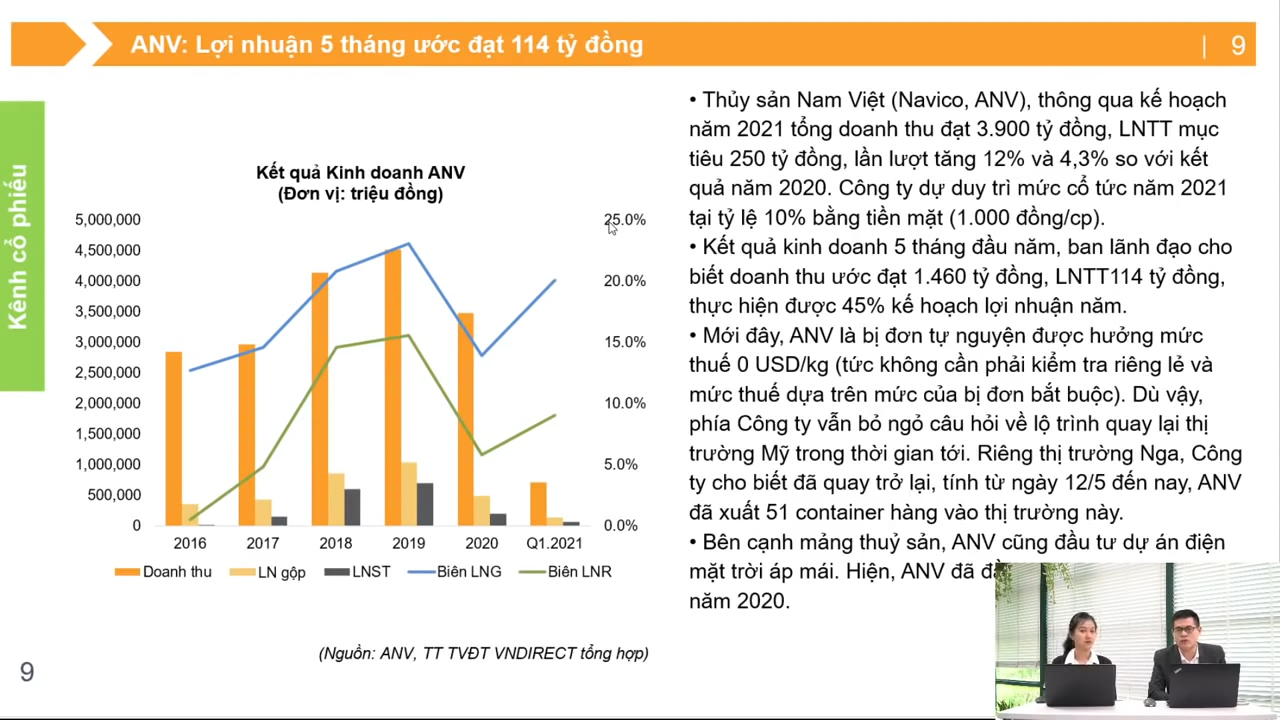 ANV: Lợi nhuận 5 tháng ước đạt 114 tỷ đồng
| 9
Kênh cổ phiếu
Kết quả Kinh doanh ANV
(Đơn vị: triệu đồng)
5,000,000
4,500,000
4,000,000
3,500,000
3,000,000
2,500,000
2,000,000
1,500,000
1,000,000
500,000
0
25.0%
20.0%
15.0%
10.0%
5.0%
0.0%
2016 2017 2018 2019 2020 Q1.2021
Doanh thu LN gộp LNST Biên LNG Biên LNR
(Nguồn: ANV, TT TVĐT VNDIRECT tổng hợp)
9
• Thủy sản Nam Việt (Navico, ANV), thông qua kế hoạch
năm 2021 tổng doanh thu đạt 3.900 tỷ đồng, LNTT mục
tiêu 250 tỷ đồng, lần lượt tăng 12% và 4,3% so với kết
quả năm 2020. Công ty dự duy trì mức cổ tức năm 2021
tại tỷ lệ 10% bằng tiền mặt (1.000 đồng/cp).
• Kết quả kinh doanh 5 tháng đầu năm, ban lãnh đạo cho
biết doanh thu ước đạt 1.460 tỷ đồng, LNTT114 tỷ đồng,
thực hiện được 45% kế hoạch lợi nhuận năm.
• Mới đây, ANV là bị đơn tự nguyện được hưởng mức
thuế 0 USD/kg (tức không cần phải kiểm tra riêng lẻ và
mức thuế dựa trên mức của bị đơn bắt buộc). Dù vậy,
phía Công ty vẫn bỏ ngỏ câu hỏi về lộ trình quay lại thị
trường Mỹ trong thời gian tới. Riêng thị trường Nga, Công
ty cho biết đã quay trở lại, tính từ ngày 12/5 đến nay, ANV
đã xuất 51 container hàng vào thị trường này.
• Bên cạnh mảng thuỷ sản, ANV cũng đầu tư dự án điện
mặt trời áp mái. Hiện, ANV đã
năm 2020.